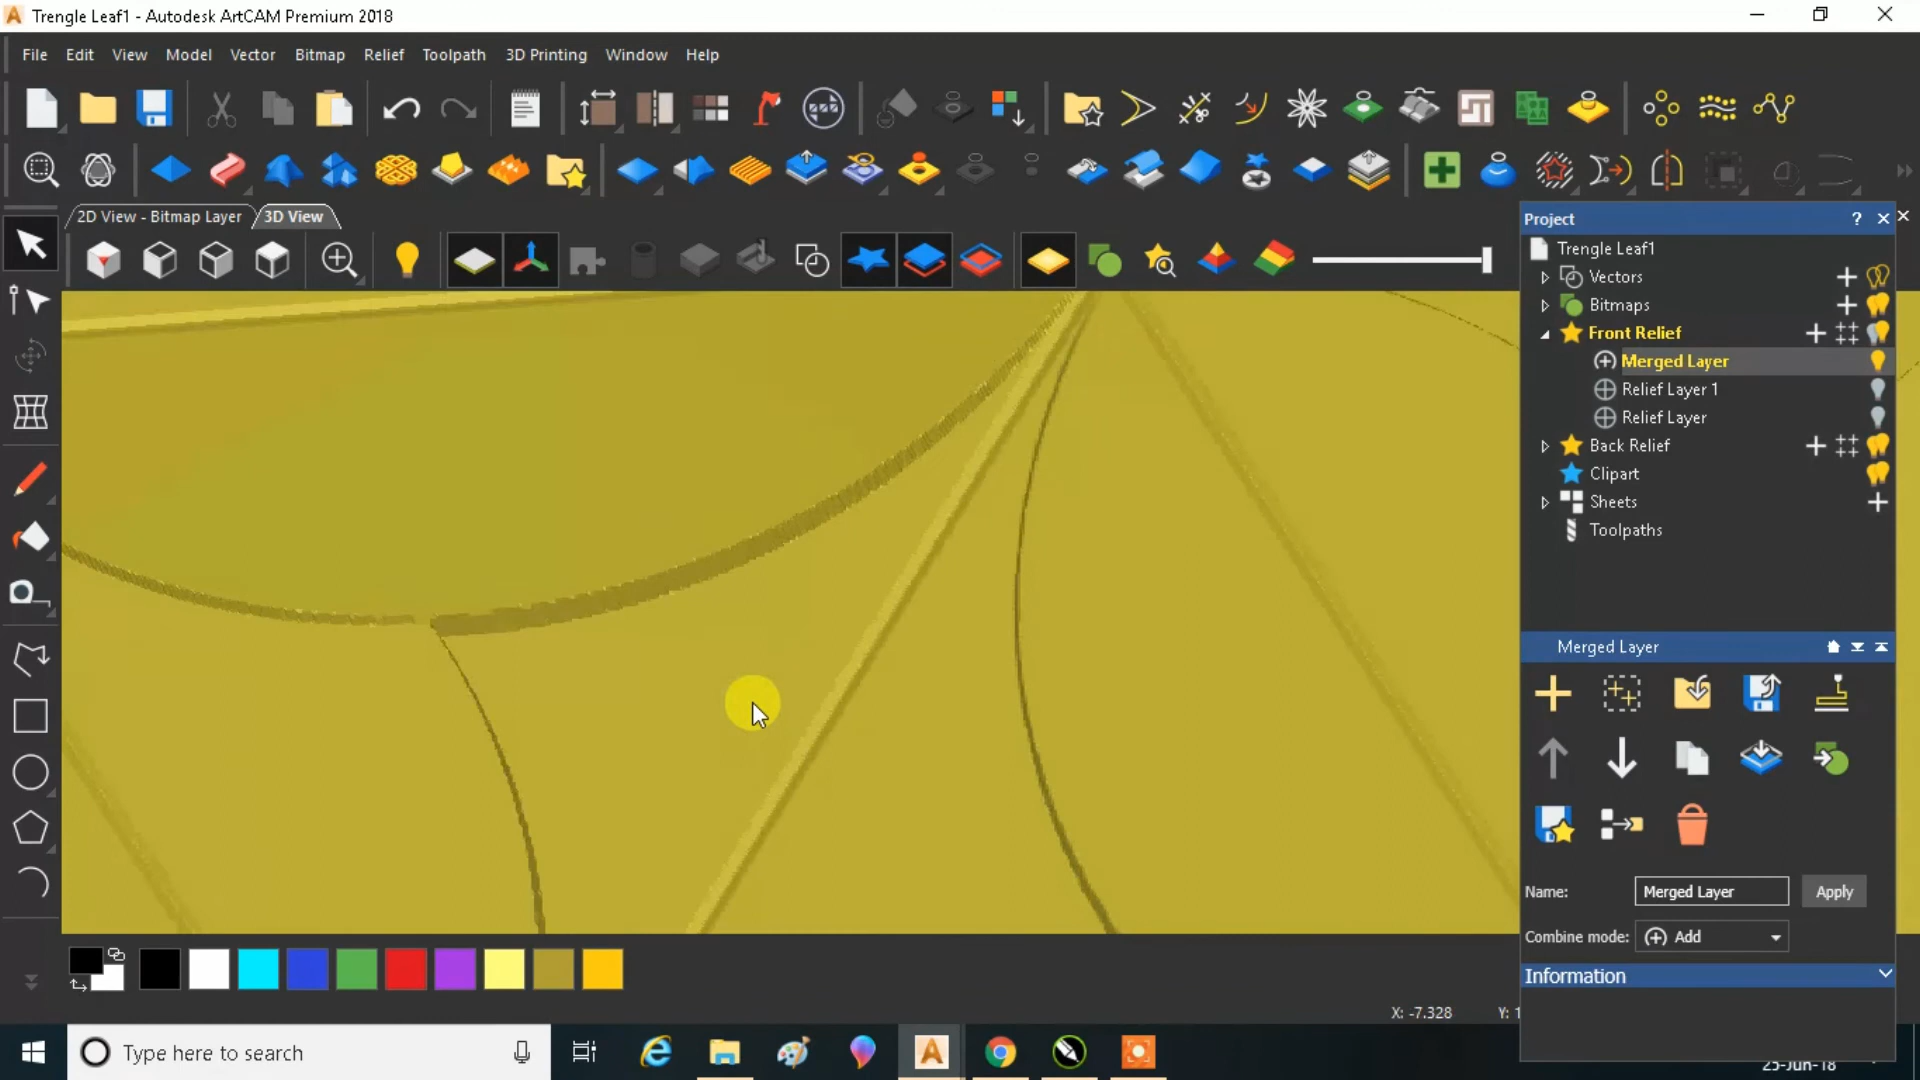 Trengle Leaf1 - Autodesk ArtCAM Premium 2018
File Edit View Model Vector Bitmap Relief Toolpath 3D Printing Window Help
2D View - Bitmap Layer 3D View
Project ?
Trengle Leaf1
Vectors
Bitmaps
Front Relief
Merged Layer
Relief Layer 1
Relief Layer
Back Relief
Clipart
Sheets
Toolpaths
Merged Layer
Name: Merged Layer Apply
Combine mode: Add
Information
X: -7.328 Y: 1
Type here to search
25-Jun-18